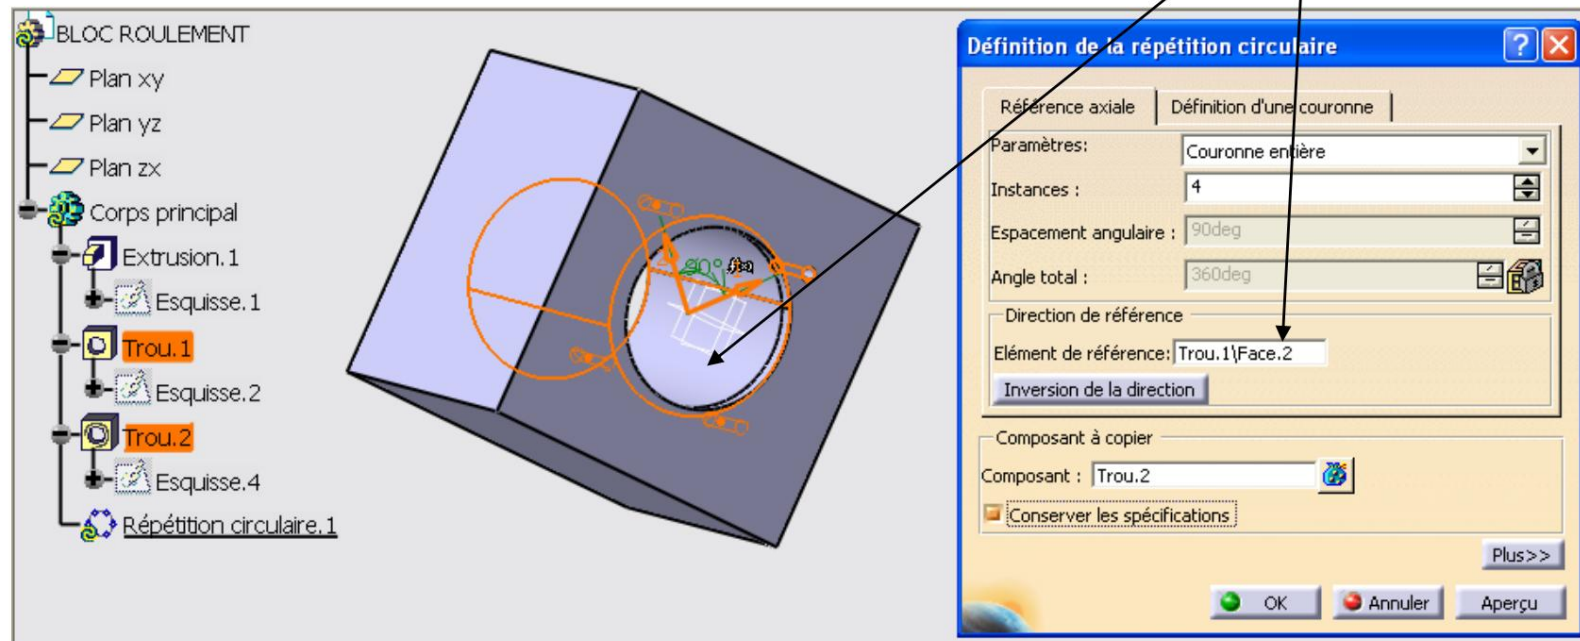 BLOC ROULEMENT
Plan xy
Plan yz
Plan zx
Corps principal
Extrusion.1
Esquisse.1
Trou.1
Esquisse.2
Trou.2
Esquisse.4
Répétition circulaire.1
90°
Définition de la répétition circulaire
Référence axiale
Définition d'une couronne
Paramètres:
Couronne entière
Instances :
4
Espacement angulaire :
90deg
Angle total :
360deg
Direction de référence
Elément de référence:
Trou.1\Face.2
Inversion de la direction
Composant à copier
Composant :
Trou.2
Conserver les spécifications
Plus>>
OK
Annuler
Aperçu